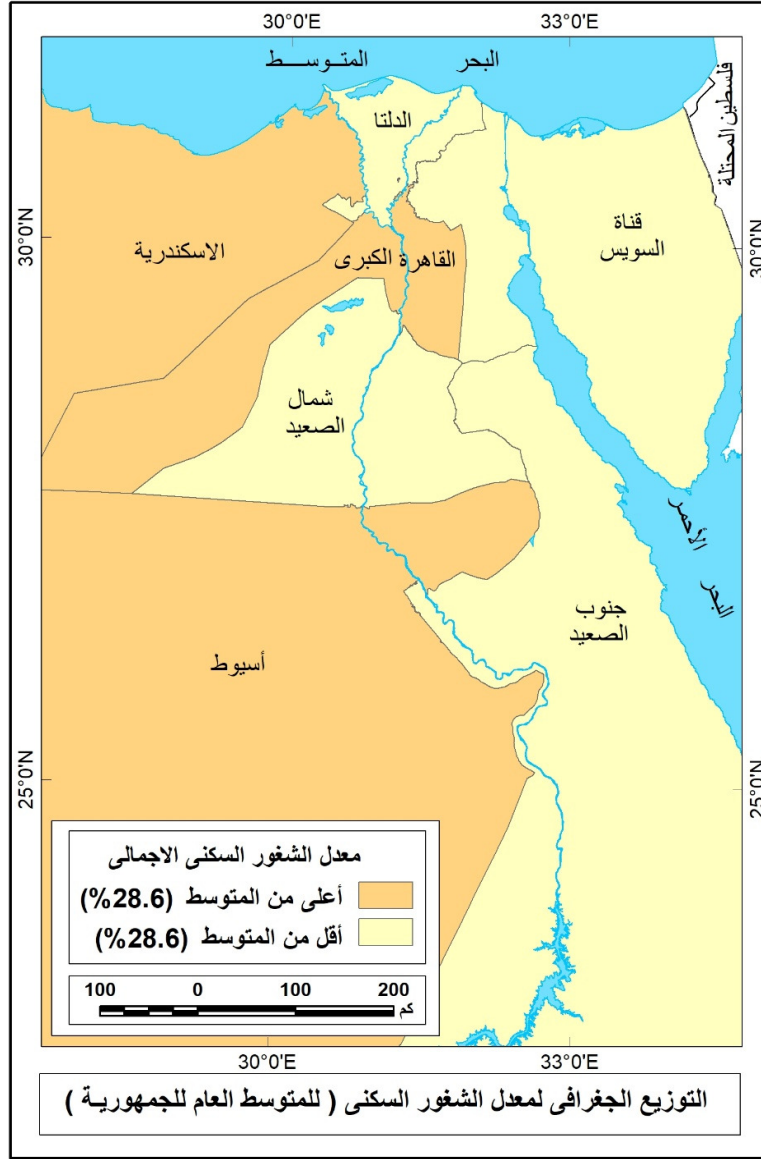 30°0'E
33°0'E
البحر
المتـوســـــط
فلسطين المحتلة
الدلتا
30°0'N
30°0'N
قناة
السويس
القاهرة الكبرى
الاسكندرية
شمال
الصعيد
البحر
الأحمر
جنوب
الصعيد
أسيوط
25°0'N
25°0'N
معدل الشغور السكنى الاجمالى
أعلى من المتوسط (28.6%)
أقل من المتوسط (28.6%)
100 0 100 200
كم
30°0'E
33°0'E
التوزيع الجغرافى لمعدل الشغور السكنى ( للمتوسط العام للجمهوريـة )